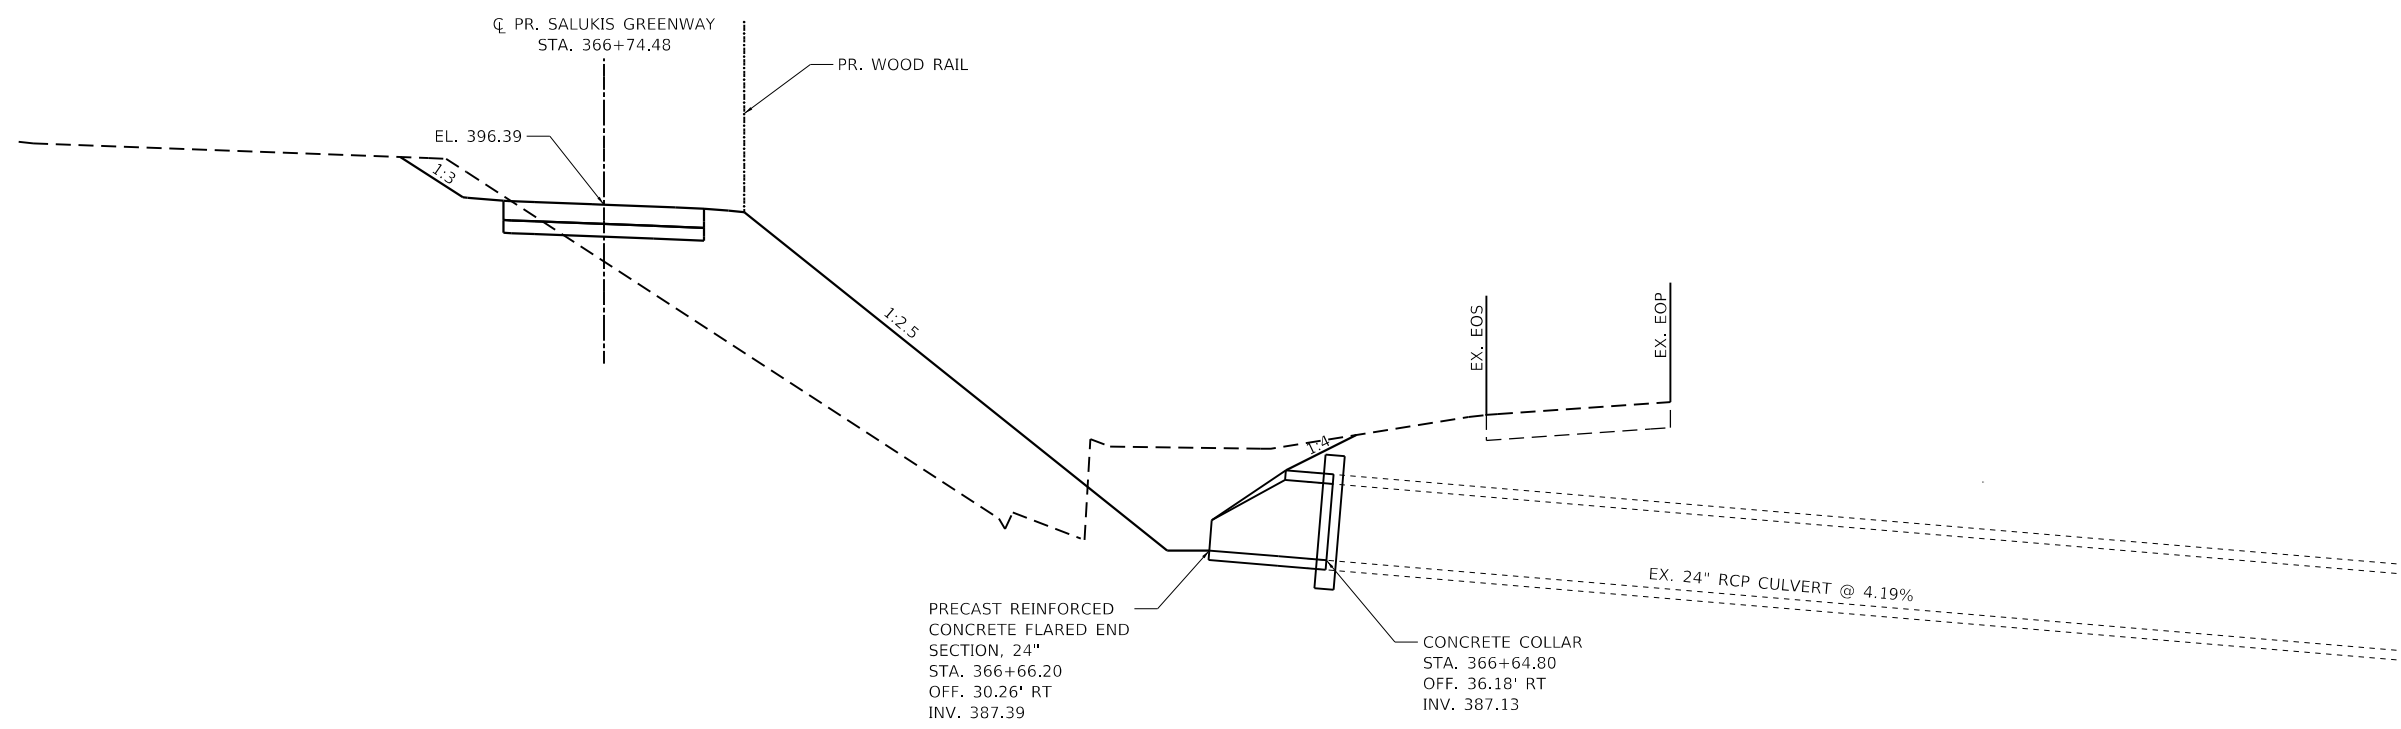 ℄ PR. SALUKIS GREENWAY
STA. 366+74.48
PR. WOOD RAIL
EL. 396.39
1:3
1:2.5
EX. EOS
EX. EOP
1:4
EX. 24" RCP CULVERT @ 4.19%
PRECAST REINFORCED
CONCRETE FLARED END
SECTION, 24"
STA. 366+66.20
OFF. 30.26' RT
INV. 387.39
CONCRETE COLLAR
STA. 366+64.80
OFF. 36.18' RT
INV. 387.13